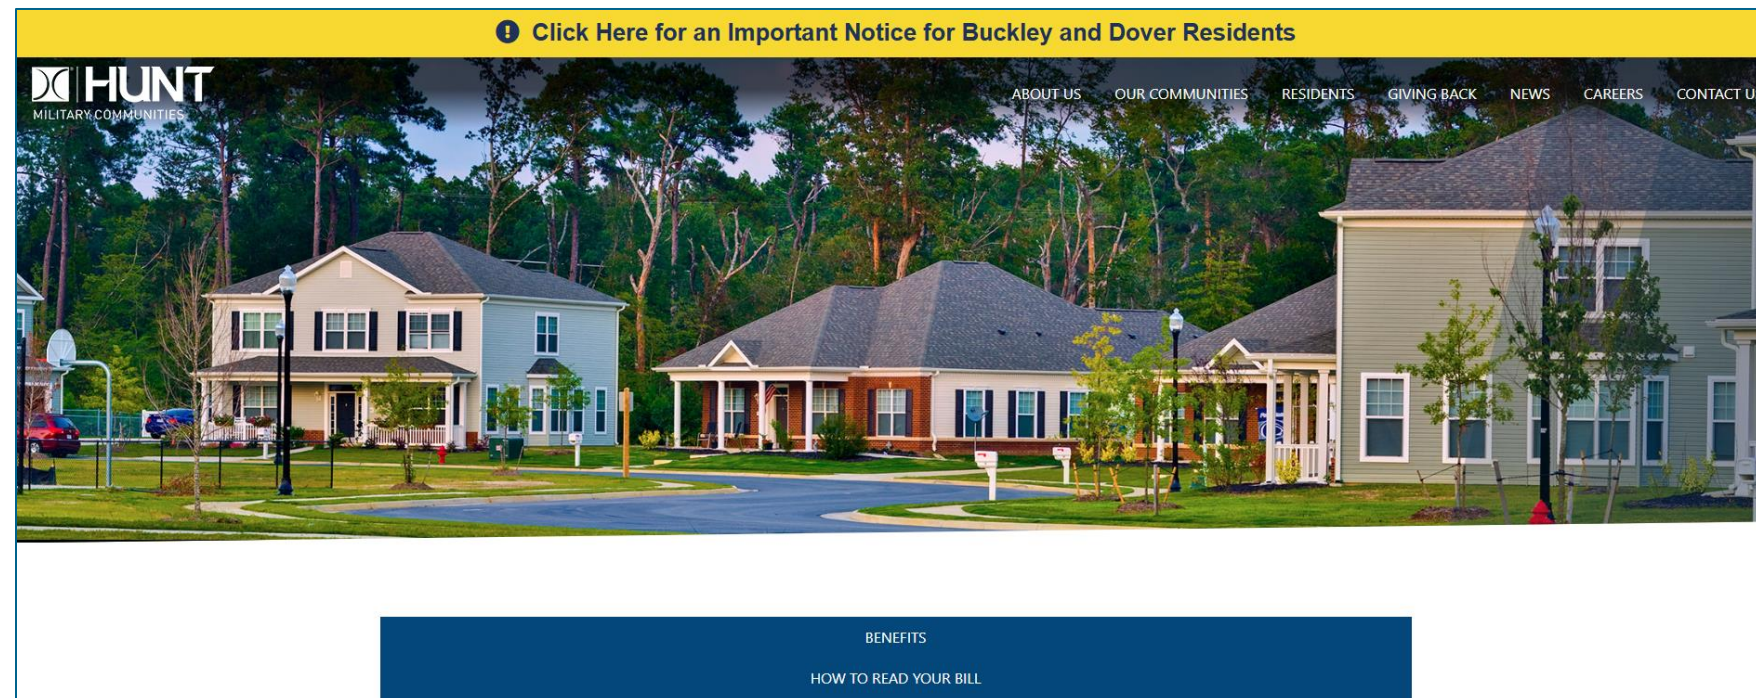 Click Here for an Important Notice for Buckley and Dover Residents
HUNT
MILITARY COMMUNITIES
ABOUT US OUR COMMUNITIES RESIDENTS GIVING BACK NEWS CAREERS CONTACT U
BENEFITS
HOW TO READ YOUR BILL